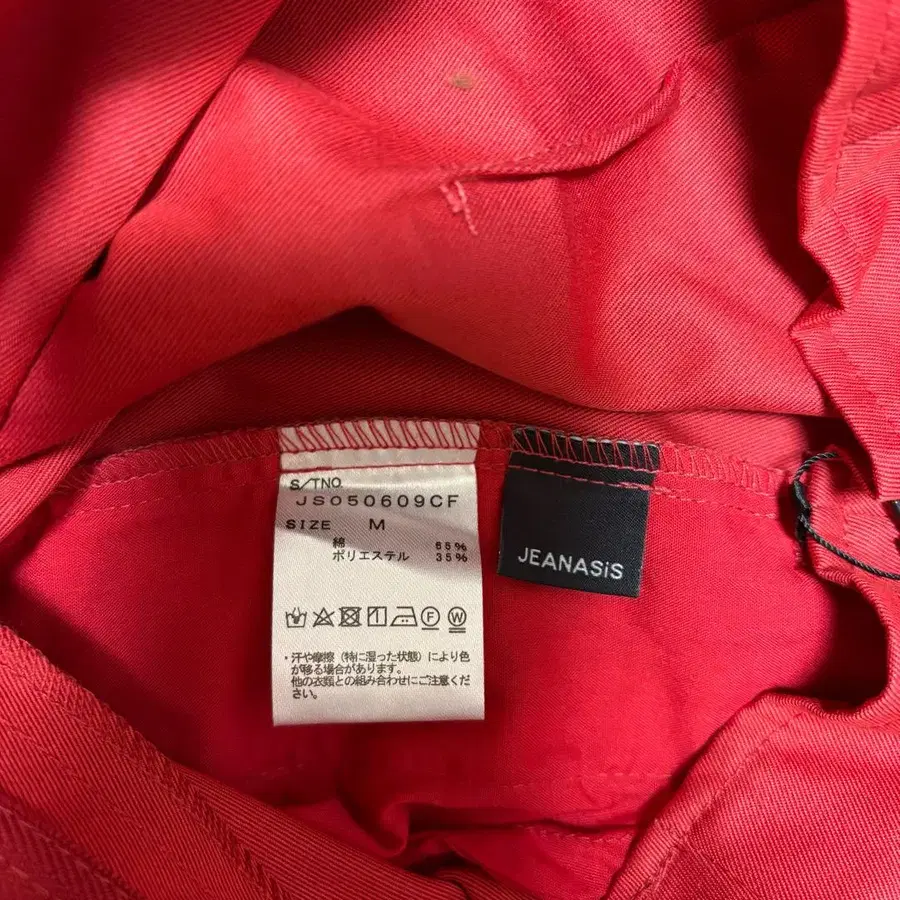 S/TNO.
JS050609CF
SIZE M
綿 65%
ポリエステル 35%
JEANASiS
F W
・汗や摩擦（特に湿った状態）により色
が移る場合があります。
他の衣類との組み合わせにご注意くだ
さい。